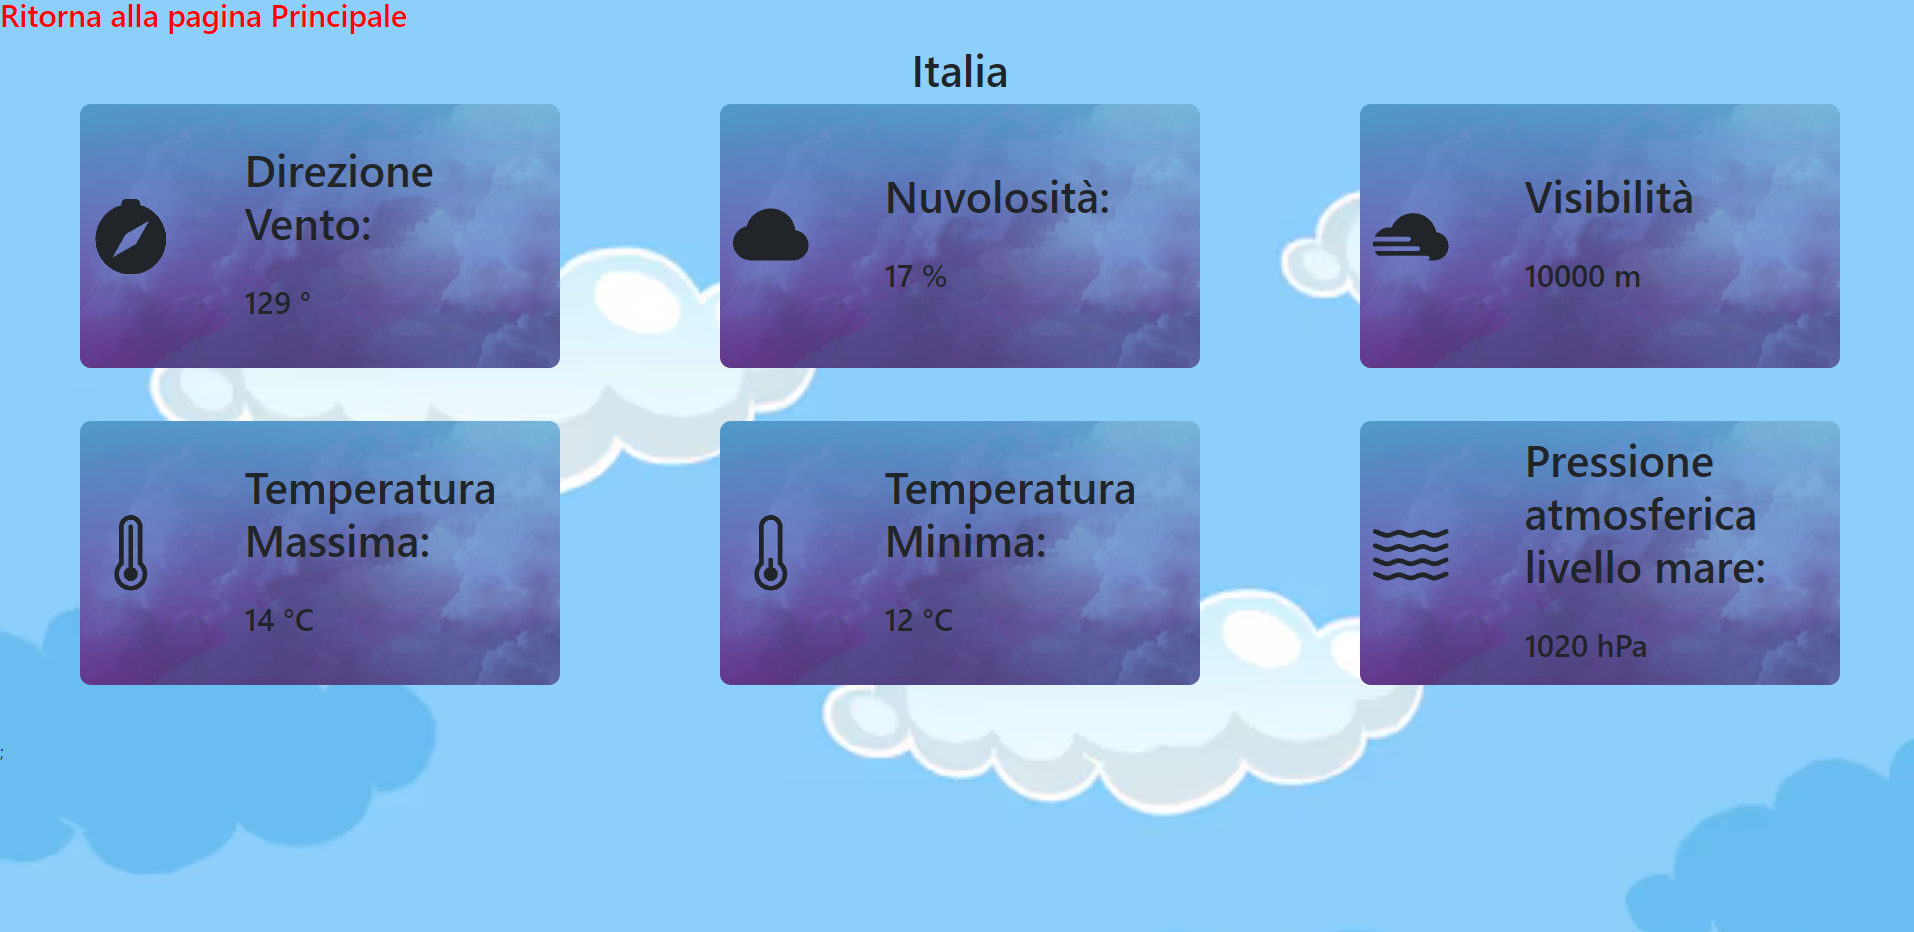 Ritorna alla pagina Principale
Italia
Direzione
Vento:
129 °
Nuvolosità:
17 %
Visibilità
10000 m
Temperatura
Massima:
14 °C
Temperatura
Minima:
12 °C
Pressione
atmosferica
livello mare:
1020 hPa
;